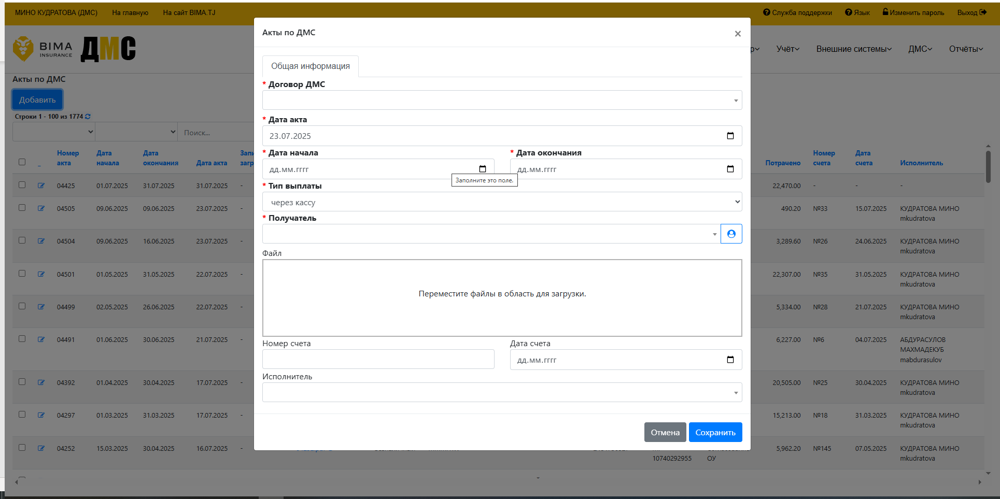 МИНО КУДРАТОВА (ДМС) На главную На сайт BIMA.TJ Служба поддержки Язык Изменить пароль Выход
BIMA INSURANCE ДМС
Учёт Внешние системы ДМС Отчёты
Акты по ДМС
Добавить
Строки 1 - 100 из 1774
Поиск...
Номер акта Дата начала Дата окончания Дата акта Потрачено Номер счета Дата счета Исполнитель
04425 01.07.2025 31.07.2025 31.07.2025 - 22,470.00 - - -
04505 09.06.2025 09.06.2025 23.07.2025 - 490.20 №33 15.07.2025 КУДРАТОВА МИНО
mkudratova
04504 09.06.2025 16.06.2025 23.07.2025 - 3,289.60 №26 24.06.2025 КУДРАТОВА МИНО
mkudratova
04501 01.05.2025 31.05.2025 22.07.2025 - 22,307.00 №35 31.05.2025 КУДРАТОВА МИНО
mkudratova
04499 02.05.2025 26.06.2025 22.07.2025 - 5,334.00 №28 21.07.2025 КУДРАТОВА МИНО
mkudratova
04491 01.06.2025 30.06.2025 21.07.2025 - 6,227.00 №6 04.07.2025 АБДУРАСУЛОВ
МАХМАДЕКУБ
mabdurasulov
04392 01.04.2025 30.04.2025 17.07.2025 - 20,505.00 №25 30.04.2025 КУДРАТОВА МИНО
mkudratova
04297 01.03.2025 31.03.2025 17.07.2025 - 15,213.00 №18 31.03.2025 КУДРАТОВА МИНО
mkudratova
04252 15.03.2025 30.04.2025 16.07.2025 - 5,962.20 №145 07.05.2025 КУДРАТОВА МИНО
10740292955 ОУ mkudratova
Акты по ДМС ×
Общая информация
* Договор ДМС
* Дата акта
23.07.2025
* Дата начала * Дата окончания
дд.мм.гггг дд.мм.гггг
Заполните это поле.
* Тип выплаты
через кассу
* Получатель
Файл
Переместите файлы в область для загрузки.
Номер счета Дата счета
дд.мм.гггг
Исполнитель
Отмена Сохранить